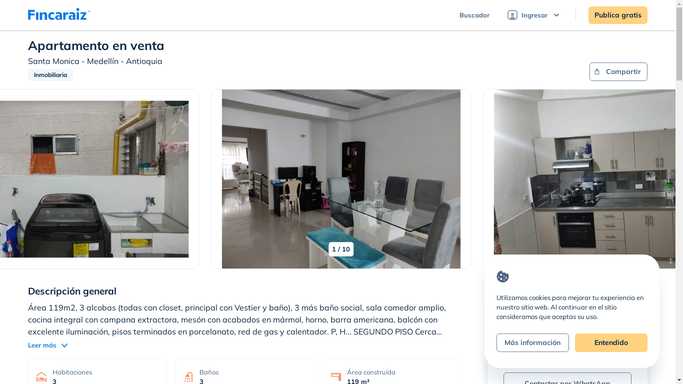 Fincaraiz
Buscador
Ingresar
Publica gratis
Apartamento en venta
Santa Monica - Medellín - Antioquia
Inmobiliaria
Compartir
1 / 10
Descripción general
Área 119m2, 3 alcobas (todas con closet, principal con Vestier y baño), 3 más baño social, sala comedor amplio,
cocina integral con campana extractora, mesón con acabados en mármol, horno, barra americana, balcón con
excelente iluminación, pisos terminados en porcelanato, red de gas y calentador. P, H... SEGUNDO PISO Cerca...
Leer más
Habitaciones
3
Baños
3
Área construida
119 m²
Utilizamos cookies para mejorar tu experiencia en
nuestro sitio web. Al continuar en el sitio
consideramos que aceptas su uso.
Más información
Entendido
Contactar por WhatsApp